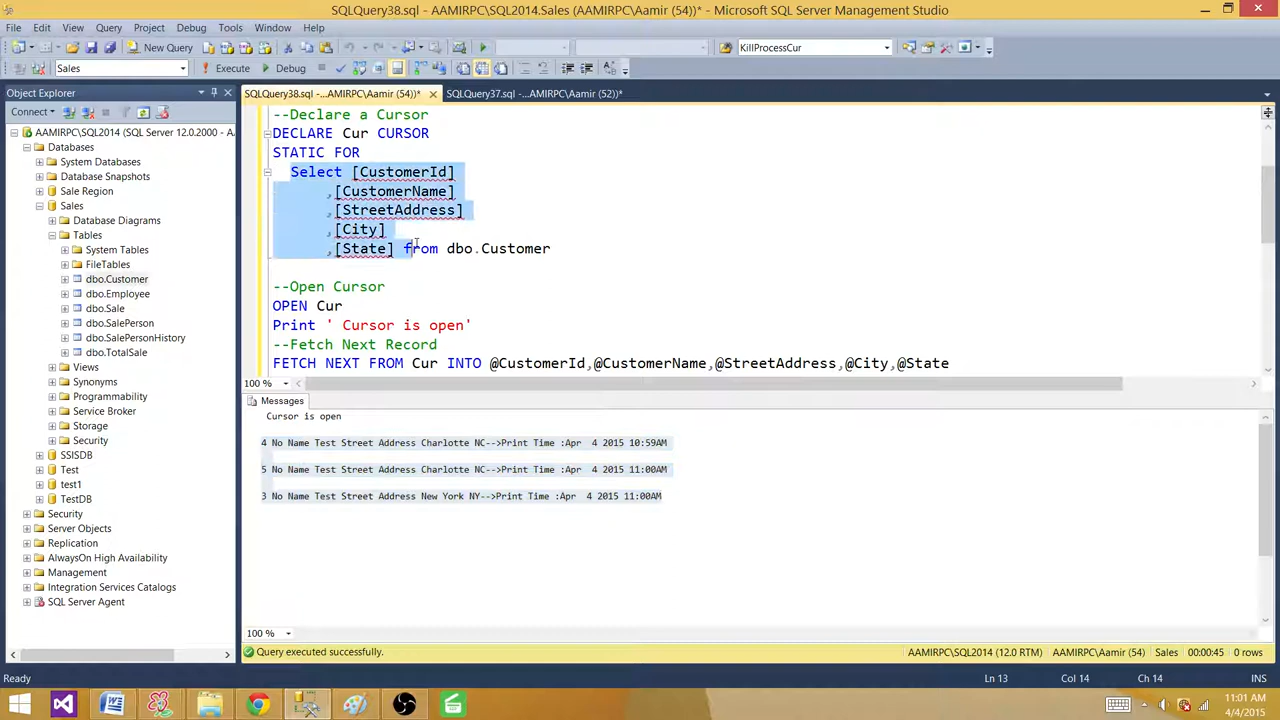 SQLQuery38.sql - AAMIRPC\SQL2014.Sales (AAMIRPC\Aamir (54))* - Microsoft SQL Server Management Studio
File Edit View Query Project Debug Tools Window Help
New Query KillProcessCur
Sales Execute Debug
Object Explorer
Connect
AAMIRPC\SQL2014 (SQL Server 12.0.2000 - A
Databases
System Databases
Database Snapshots
Sale Region
Sales
Database Diagrams
Tables
System Tables
FileTables
dbo.Customer
dbo.Employee
dbo.Sale
dbo.SalePerson
dbo.SalePersonHistory
dbo.TotalSale
Views
Synonyms
Programmability
Service Broker
Storage
Security
SSISDB
Test
test1
TestDB
Security
Server Objects
Replication
AlwaysOn High Availability
Management
Integration Services Catalogs
SQL Server Agent
SQLQuery38.sql -...AMIRPC\Aamir (54))* SQLQuery37.sql -...AMIRPC\Aamir (52))*
--Declare a Cursor
DECLARE Cur CURSOR
STATIC FOR
Select [CustomerId]
,[CustomerName]
,[StreetAddress]
,[City]
,[State] from dbo.Customer
--Open Cursor
OPEN Cur
Print ' Cursor is open'
--Fetch Next Record
FETCH NEXT FROM Cur INTO @CustomerId,@CustomerName,@StreetAddress,@City,@State
100 %
Messages
Cursor is open
4 No Name Test Street Address Charlotte NC-->Print Time :Apr  4 2015 10:59AM
5 No Name Test Street Address Charlotte NC-->Print Time :Apr  4 2015 11:00AM
3 No Name Test Street Address New York NY-->Print Time :Apr  4 2015 11:00AM
100 %
Query executed successfully. AAMIRPC\SQL2014 (12.0 RTM) AAMIRPC\Aamir (54) Sales 00:00:45 0 rows
Ready Ln 13 Col 14 Ch 14 INS
11:01 AM
4/4/2015